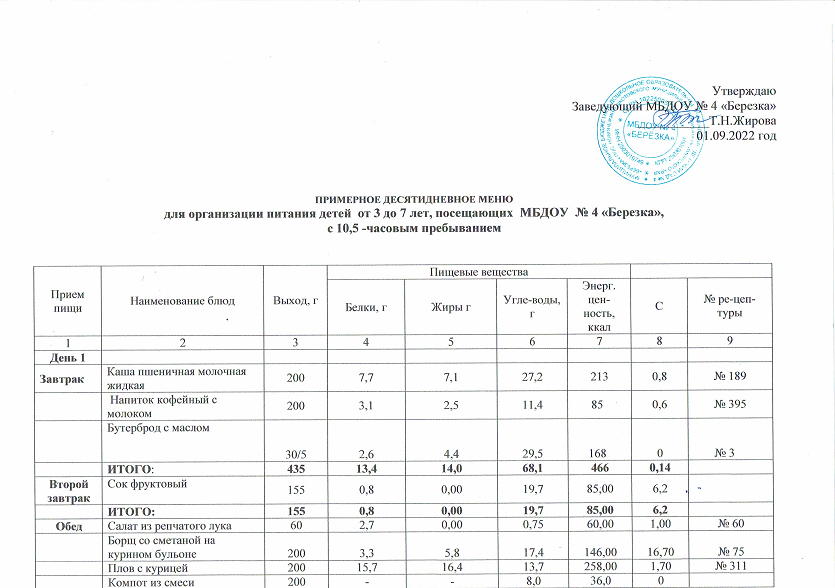 Утверждаю
Заведующий МБДОУ № 4 «Березка»
Т.Н.Жирова
01.09.2022 год
МБДОУ № 4
«БЕРЁЗКА»
ПРИМЕРНОЕ ДЕСЯТИДНЕВНОЕ МЕНЮ
для организации питания детей от 3 до 7 лет, посещающих МБДОУ № 4 «Березка»,
с 10,5 -часовым пребыванием
Прием пищи Наименование блюд Выход, г Пищевые вещества
Белки, г Жиры г Угле-воды, г Энерг. цен-ность, ккал С № ре-цеп-туры
1 2 3 4 5 6 7 8 9
День 1
Завтрак Каша пшеничная молочная жидкая 200 7,7 7,1 27,2 213 0,8 № 189
Напиток кофейный с молоком 200 3,1 2,5 11,4 85 0,6 № 395
Бутерброд с маслом 30/5 2,6 4,4 29,5 168 0 № 3
ИТОГО: 435 13,4 14,0 68,1 466 0,14
Второй завтрак Сок фруктовый 155 0,8 0,00 19,7 85,00 6,2
ИТОГО: 155 0,8 0,00 19,7 85,00 6,2
Обед Салат из репчатого лука 60 2,7 0,00 0,75 60,00 1,00 № 60
Борщ со сметаной на курином бульоне 200 3,3 5,8 17,4 146,00 16,70 № 75
Плов с курицей 200 15,7 16,4 13,7 258,00 1,70 № 311
Компот из смеси 200 - - 8,0 36,0 0